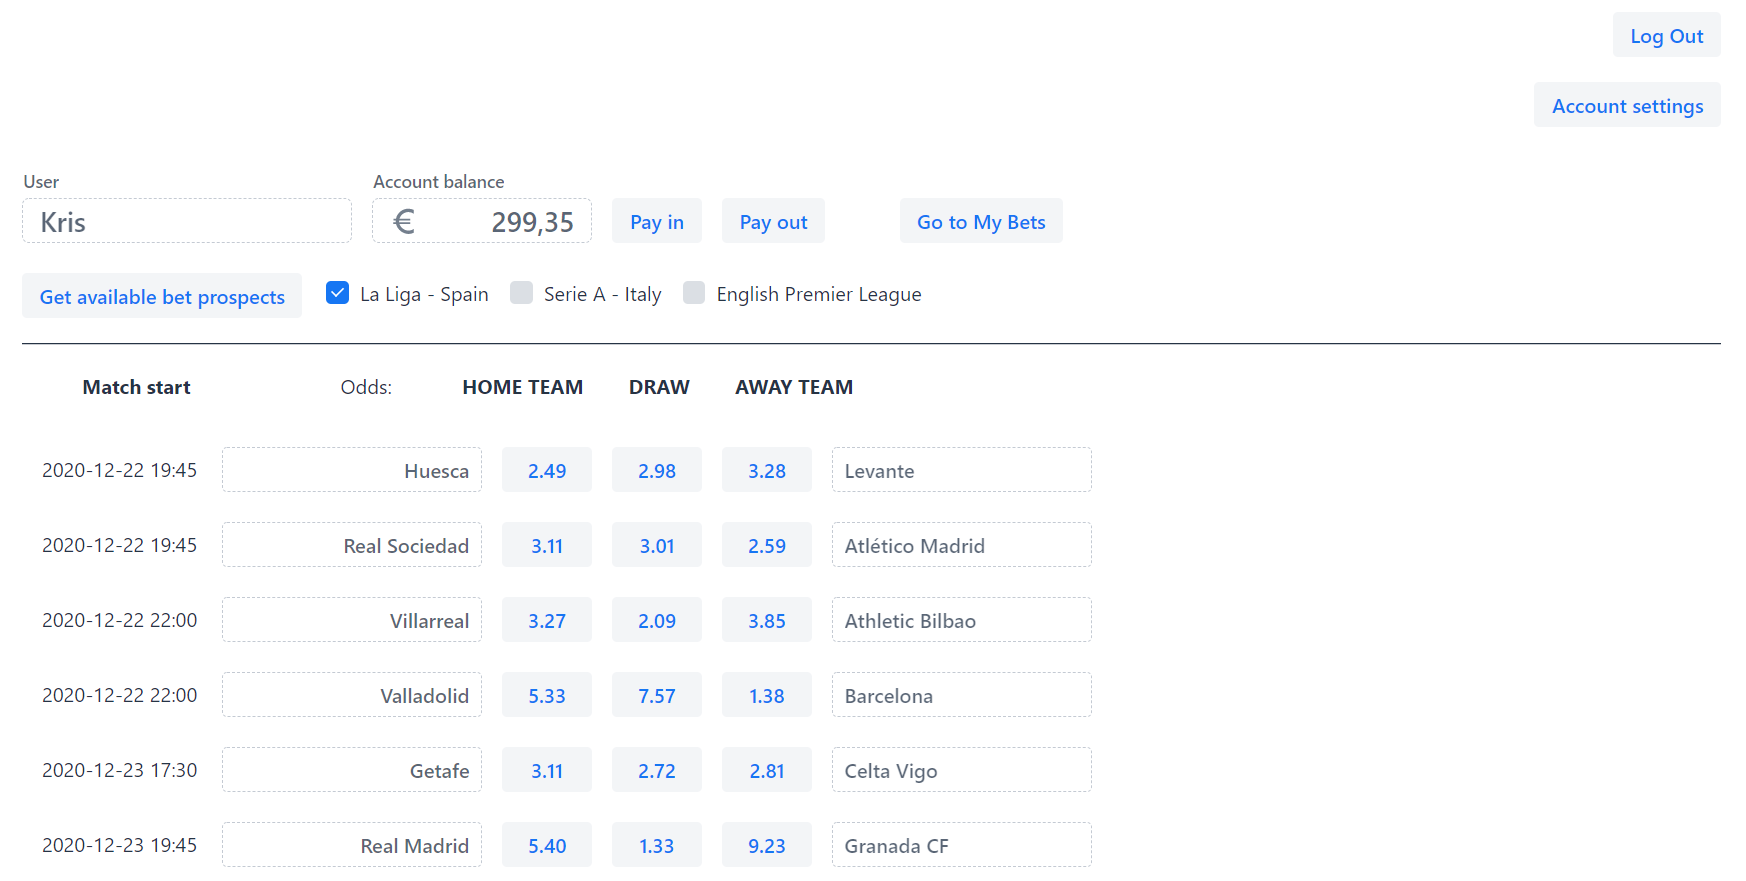 Log Out
Account settings
User
Account balance
Kris
€ 299,35
Pay in
Pay out
Go to My Bets
Get available bet prospects
La Liga - Spain
Serie A - Italy
English Premier League
Match start Odds: HOME TEAM DRAW AWAY TEAM
2020-12-22 19:45 Huesca 2.49 2.98 3.28 Levante
2020-12-22 19:45 Real Sociedad 3.11 3.01 2.59 Atlético Madrid
2020-12-22 22:00 Villarreal 3.27 2.09 3.85 Athletic Bilbao
2020-12-22 22:00 Valladolid 5.33 7.57 1.38 Barcelona
2020-12-23 17:30 Getafe 3.11 2.72 2.81 Celta Vigo
2020-12-23 19:45 Real Madrid 5.40 1.33 9.23 Granada CF